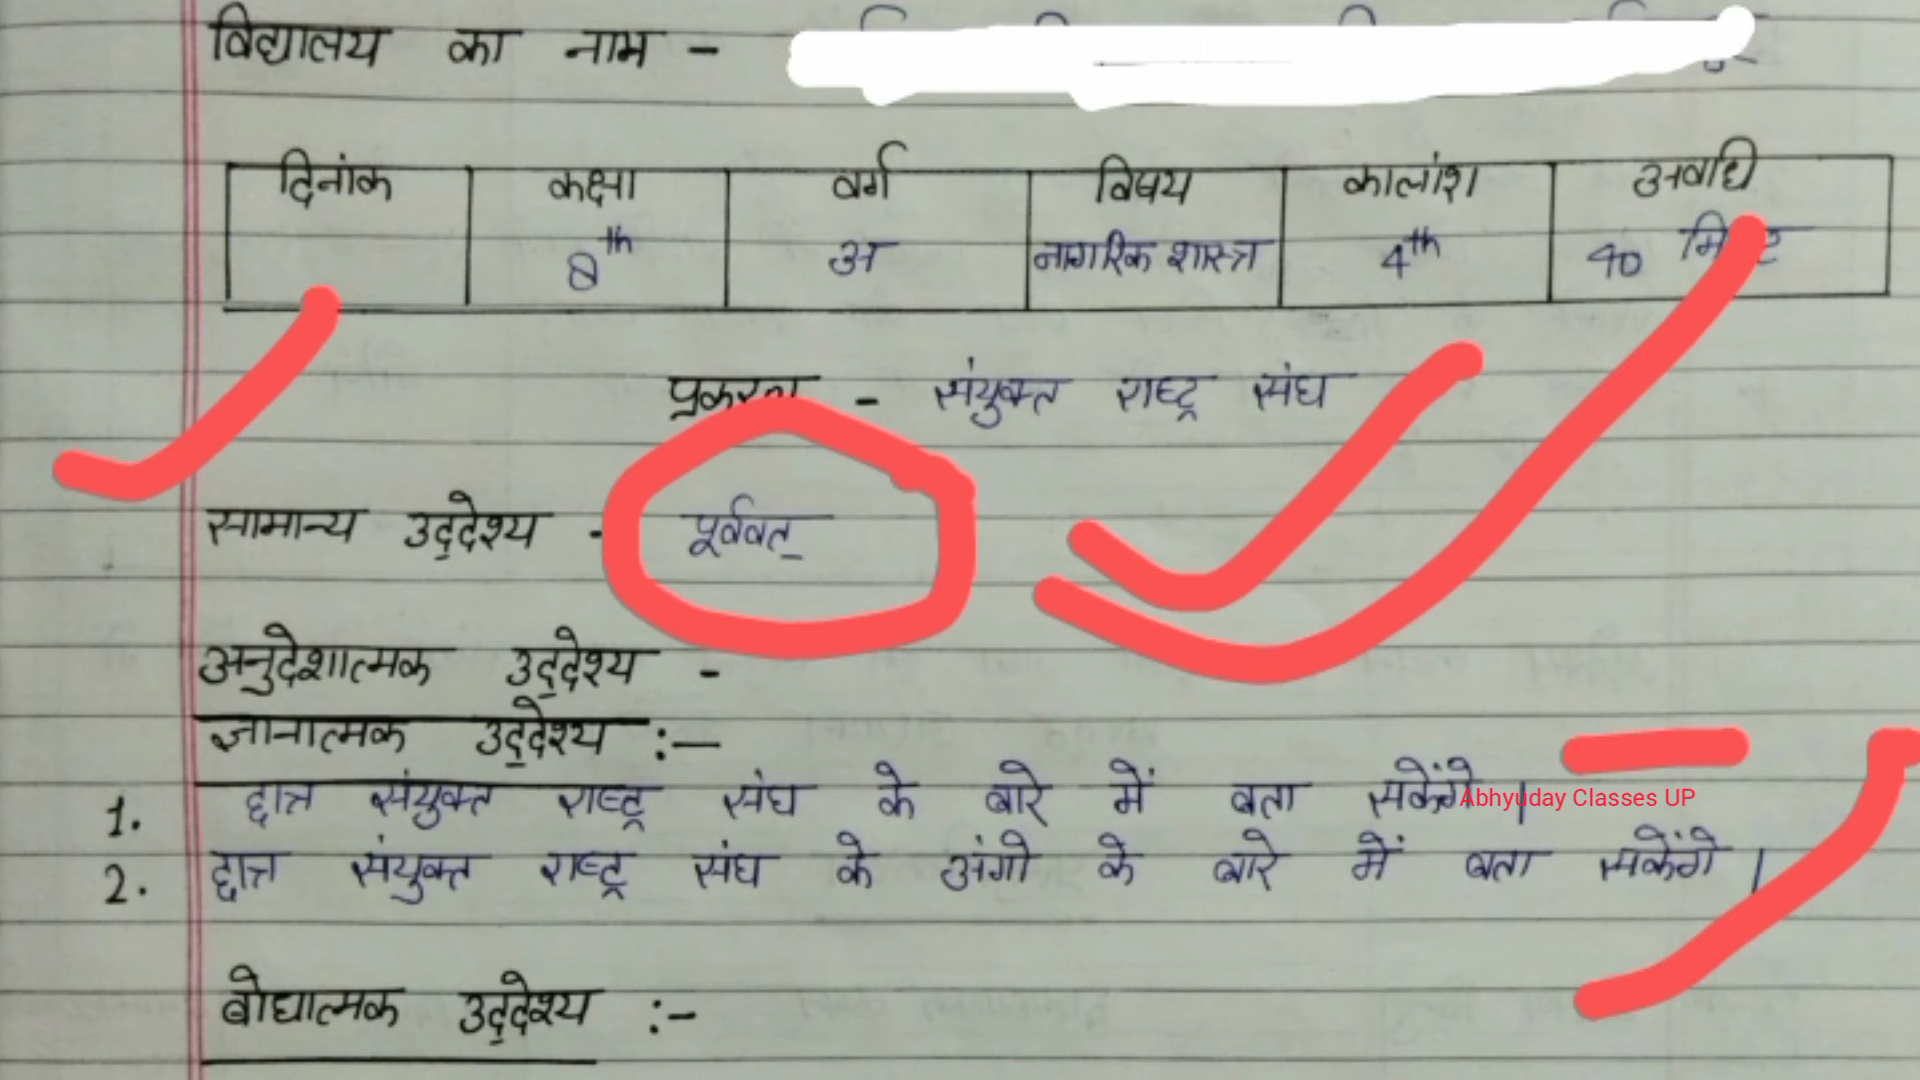 विद्यालय का नाम -
दिनांक कक्षा वर्ग विषय कालांश अवधि
8th अ नागरिक शास्त्र 4th 40
प्रकरण - संयुक्त राष्ट्र संघ
सामान्य उद्‌देश्य - पूर्ववत्
अनुदेशात्मक उद्‌देश्य -
ज्ञानात्मक उद्‌देश्य :-
1. छात्र संयुक्त राष्ट्र संघ के बारे में बता सकेंगे।
Abhyuday Classes UP
2. छात्र संयुक्त राष्ट्र संघ के अंगो के बारे में बता सकेंगे।
बोधात्मक उद्‌देश्य :-